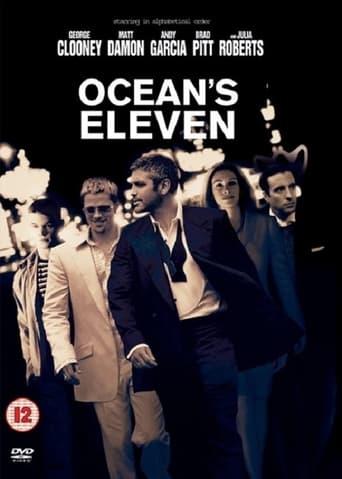 starring in alphabetical order
GEORGE MATT ANDY BRAD AND JULIA
CLOONEY DAMON GARCIA PITT ROBERTS
OCEAN'S
ELEVEN
12
DVD
VIDEO